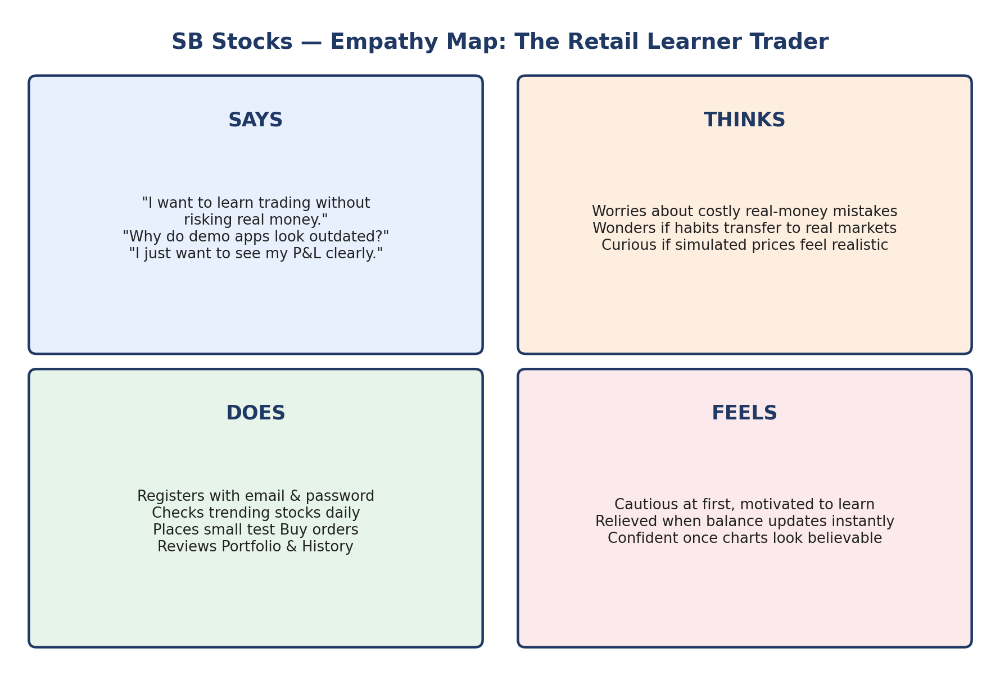 SB Stocks — Empathy Map: The Retail Learner Trader
SAYS
"I want to learn trading without
risking real money."
"Why do demo apps look outdated?"
"I just want to see my P&L clearly."
THINKS
Worries about costly real-money mistakes
Wonders if habits transfer to real markets
Curious if simulated prices feel realistic
DOES
Registers with email & password
Checks trending stocks daily
Places small test Buy orders
Reviews Portfolio & History
FEELS
Cautious at first, motivated to learn
Relieved when balance updates instantly
Confident once charts look believable